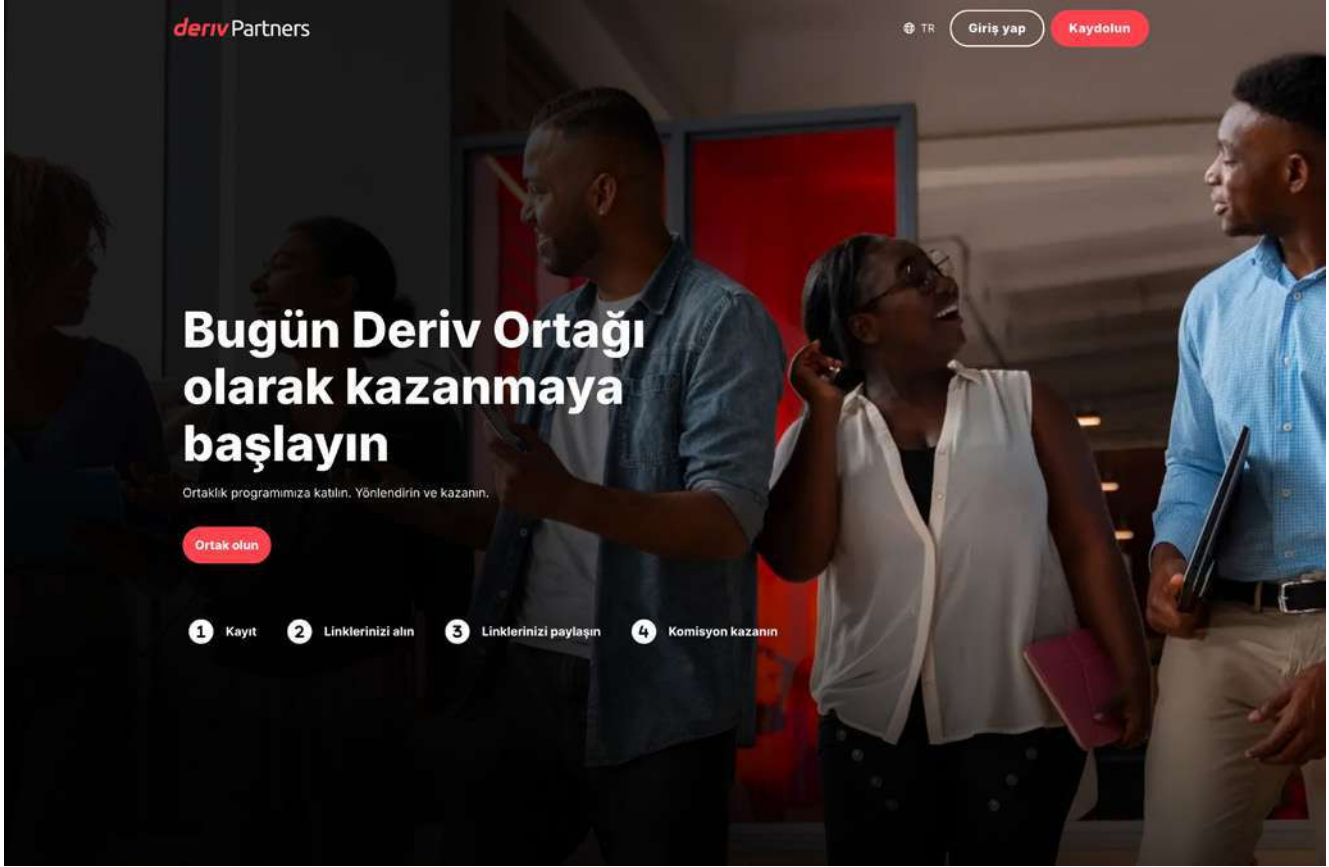 deriv Partners
TR
Giriş yap
Kaydolun
Bugün Deriv Ortağı
olarak kazanmaya
başlayın
Ortaklık programımıza katılın. Yönlendirin ve kazanın.
Ortak olun
1 Kayıt
2 Linklerinizi alın
3 Linklerinizi paylaşın
4 Komisyon kazanın